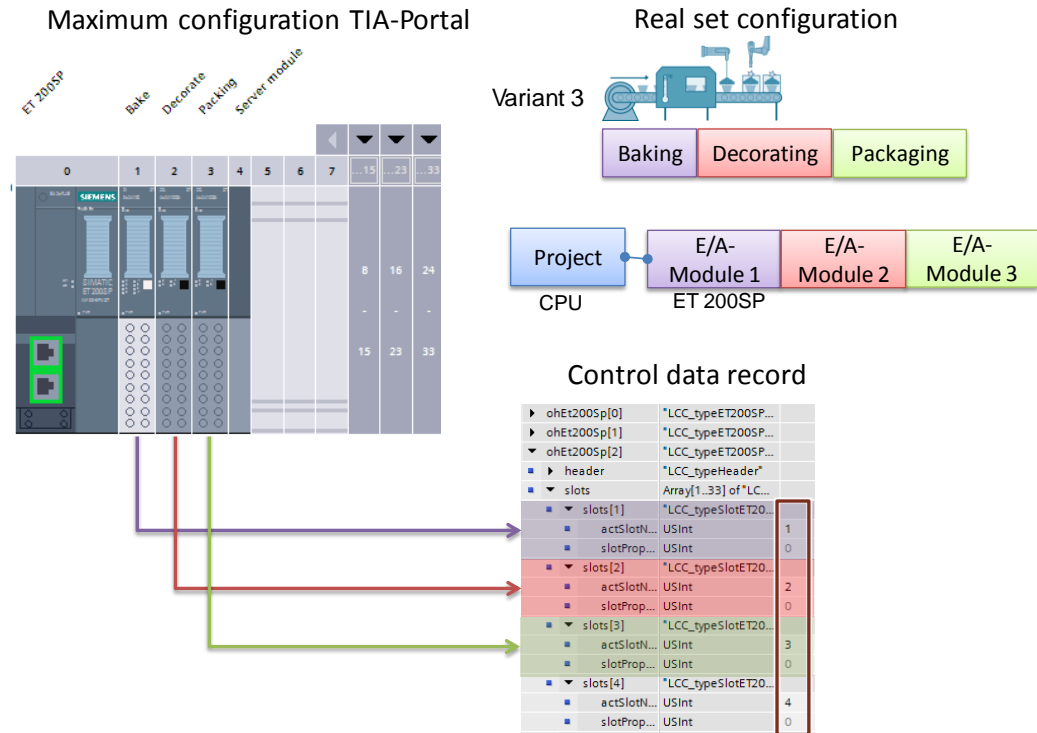 Maximum configuration TIA-Portal
Real set configuration
ET 200SP
Bake
Decorate
Packing
Server module
Variant 3
Baking
Decorating
Packaging
0 1 2 3 4 5 6 7 ...15 ...23 ...33
SIEMENS
SIMATIC
ET 200SP
8 16 24
- - -
15 23 33
Project
CPU
E/A-
Module 1
E/A-
Module 2
E/A-
Module 3
ET 200SP
Control data record
ohEt200Sp[0] "LCC_typeET200SP...
ohEt200Sp[1] "LCC_typeET200SP...
ohEt200Sp[2] "LCC_typeET200SP...
header "LCC_typeHeader"
slots Array[1..33] of "LC...
slots[1] "LCC_typeSlotET20...
actSlotN... USInt 1
slotProp... USInt 0
slots[2] "LCC_typeSlotET20...
actSlotN... USInt 2
slotProp... USInt 0
slots[3] "LCC_typeSlotET20...
actSlotN... USInt 3
slotProp... USInt 0
slots[4] "LCC_typeSlotET20...
actSlotN... USInt 4
slotProp... USInt 0